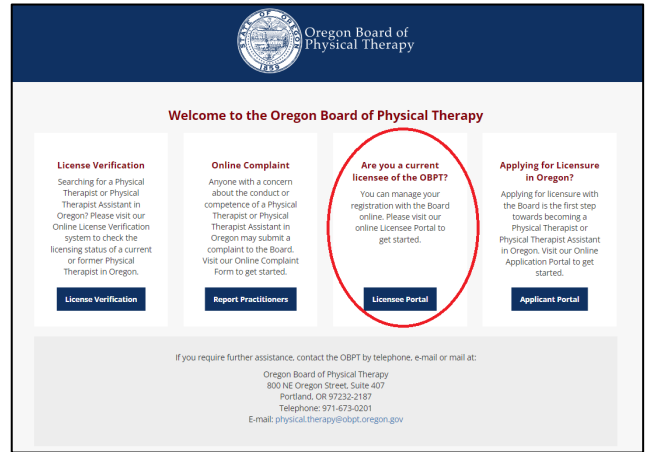 STATE OF OREGON
1859
Oregon Board of
Physical Therapy
Welcome to the Oregon Board of Physical Therapy
License Verification
Searching for a Physical
Therapist or Physical
Therapist Assistant in
Oregon? Please visit our
Online License Verification
system to check the
licensing status of a current
or former Physical
Therapist in Oregon.
License Verification
Online Complaint
Anyone with a concern
about the conduct or
competence of a Physical
Therapist or Physical
Therapist Assistant in
Oregon may submit a
complaint to the Board.
Visit our Online Complaint
Form to get started.
Report Practitioners
Are you a current
licensee of the OBPT?
You can manage your
registration with the Board
online. Please visit our
online Licensee Portal to
get started.
Licensee Portal
Applying for Licensure
in Oregon?
Applying for licensure with
the Board is the first step
towards becoming a
Physical Therapist or
Physical Therapist Assistant
in Oregon. Visit our Online
Application Portal to get
started.
Applicant Portal
If you require further assistance, contact the OBPT by telephone, e-mail or mail at:
Oregon Board of Physical Therapy
800 NE Oregon Street, Suite 407
Portland, OR 97232-2187
Telephone: 971-673-0201
E-mail: physical.therapy@obpt.oregon.gov